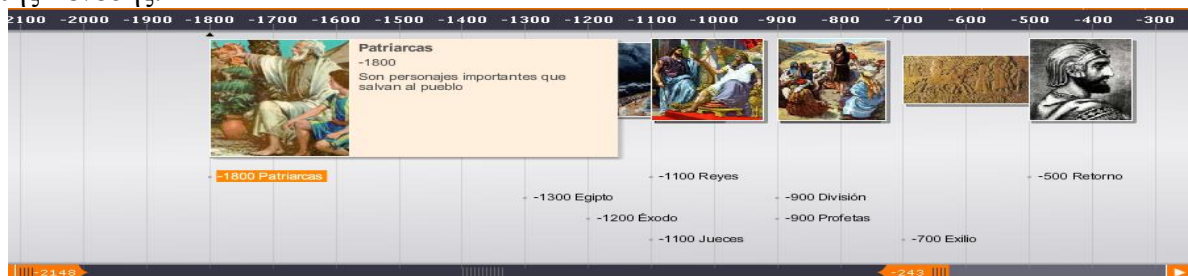 2100 -2000 -1900 -1800 -1700 -1600 -1500 -1400 -1300 -1200 -1100 -1000 -900 -800 -700 -600 -500 -400 -300
Patriarcas
-1800
Son personajes importantes que
salvan al pueblo
-1800 Patriarcas
-1100 Reyes
-500 Retorno
-1300 Egipto
-900 División
-1200 Éxodo
-900 Profetas
-1100 Jueces
-700 Exilio
-2148
-243